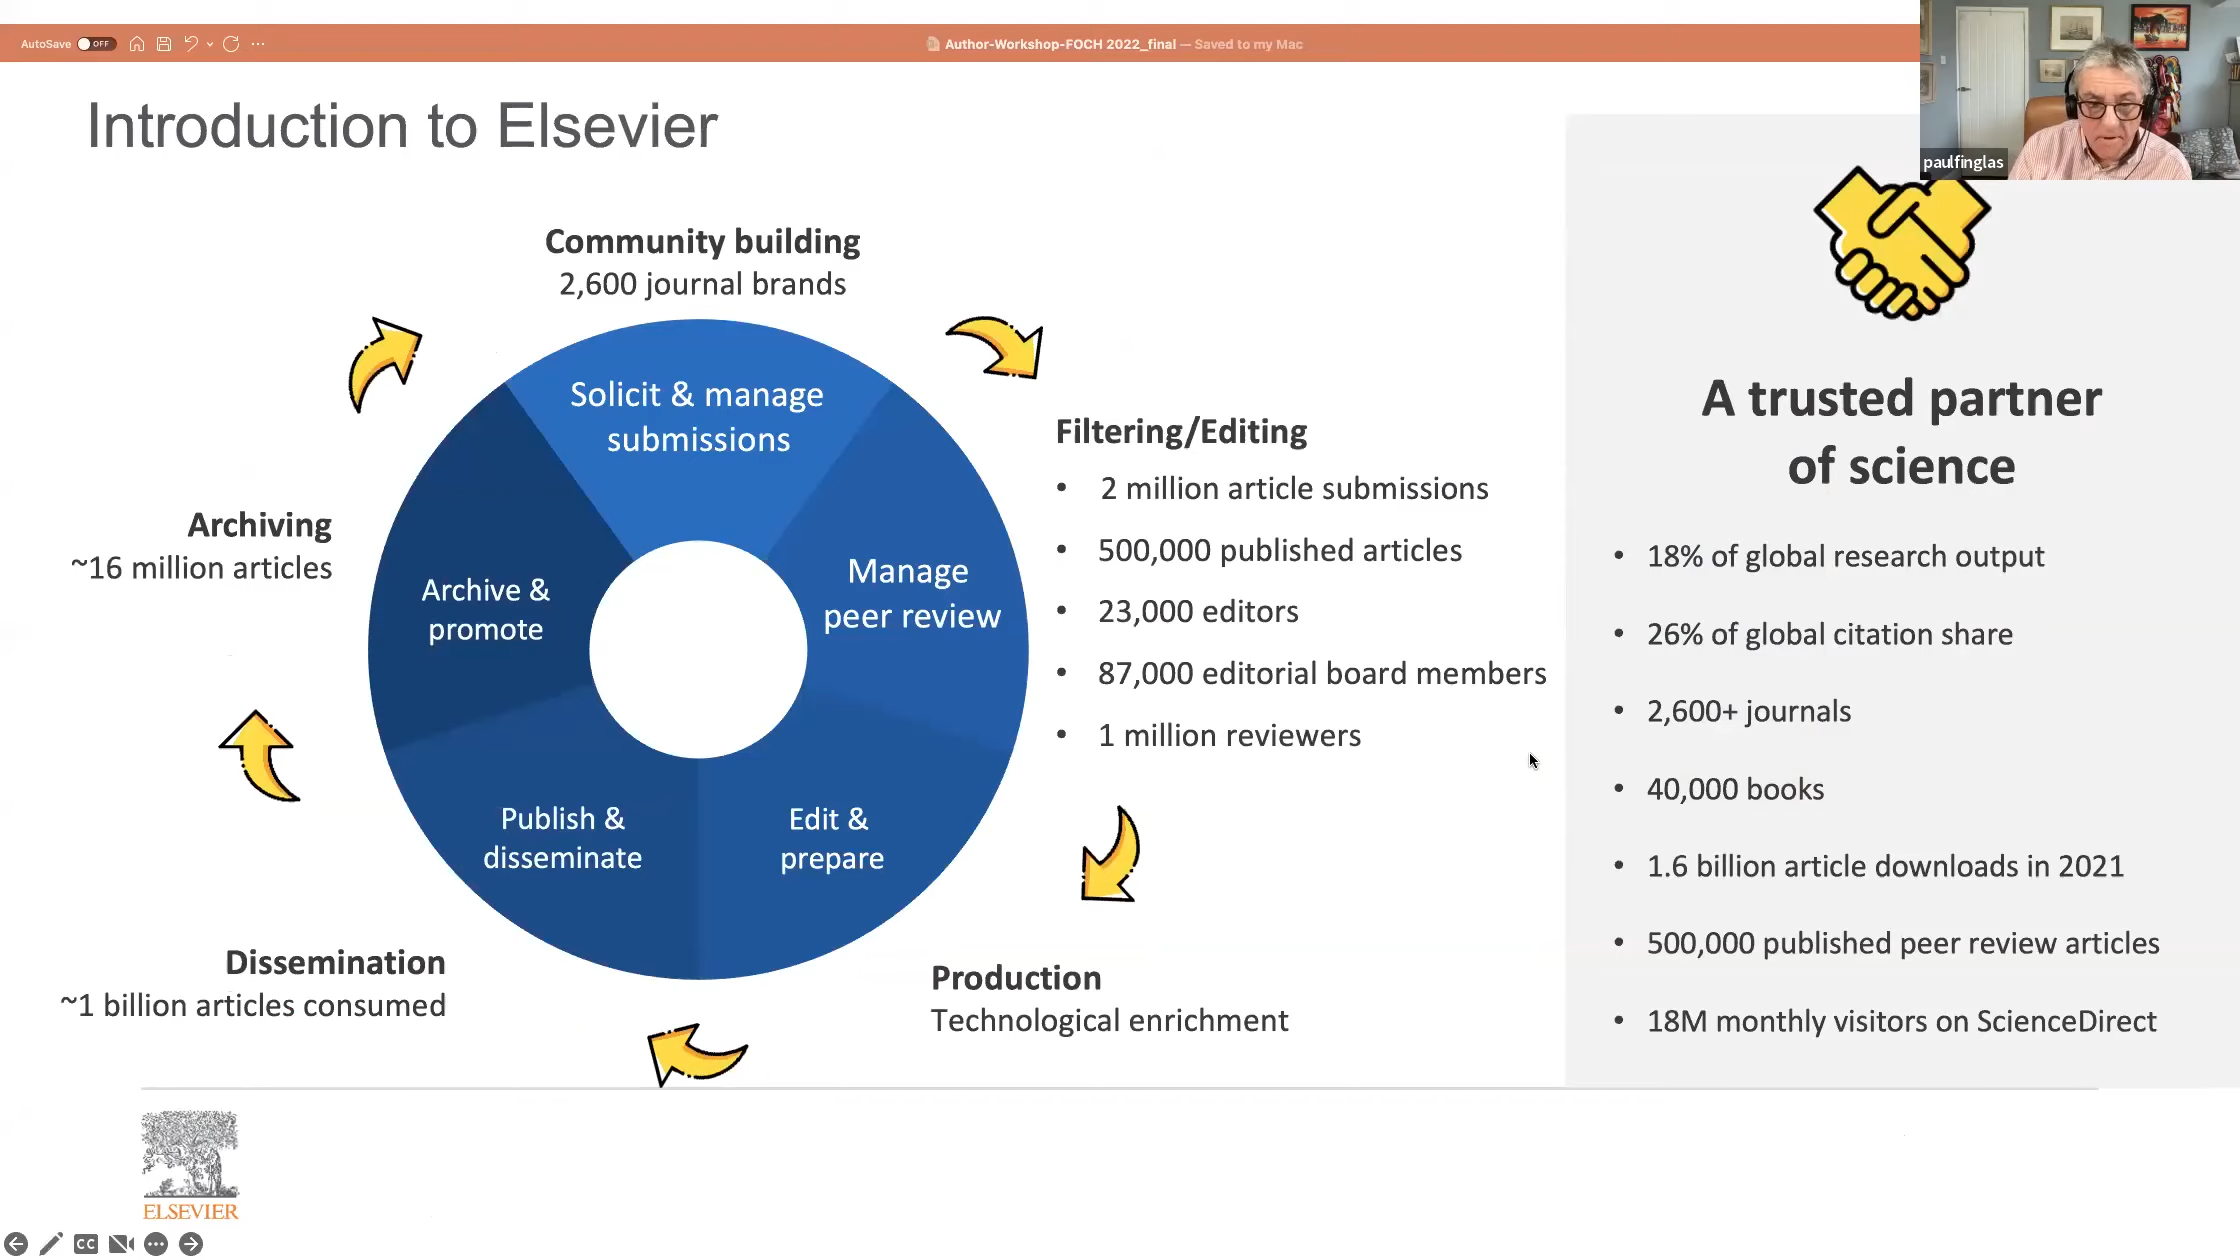 AutoSave OFF
Author-Workshop-FOCH 2022_final — Saved to my Mac
paulfinglas
Introduction to Elsevier
Community building
2,600 journal brands
Solicit & manage
submissions
Manage
peer review
Edit &
prepare
Publish &
disseminate
Archive &
promote
Filtering/Editing
• 2 million article submissions
• 500,000 published articles
• 23,000 editors
• 87,000 editorial board members
• 1 million reviewers
Production
Technological enrichment
Dissemination
~1 billion articles consumed
Archiving
~16 million articles
A trusted partner
of science
• 18% of global research output
• 26% of global citation share
• 2,600+ journals
• 40,000 books
• 1.6 billion article downloads in 2021
• 500,000 published peer review articles
• 18M monthly visitors on ScienceDirect
ELSEVIER
CC